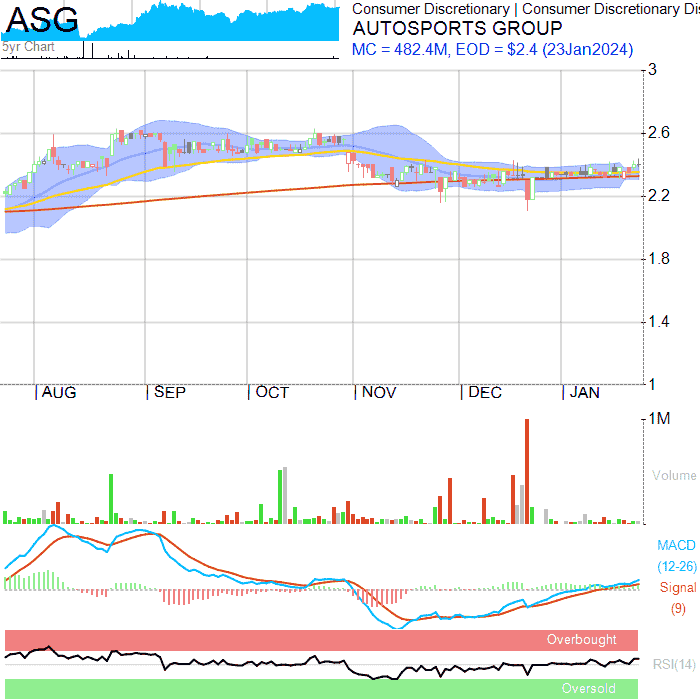 ASG
5yr Chart
Consumer Discretionary | Consumer Discretionary Dis
AUTOSPORTS GROUP
MC = 482.4M, EOD = $2.4 (23Jan2024)
3
2.6
2.2
1.8
1.4
1
| AUG | SEP | OCT | NOV | DEC | JAN
1M
Volume
MACD
(12-26)
Signal
(9)
Overbought
RSI(14)
Oversold